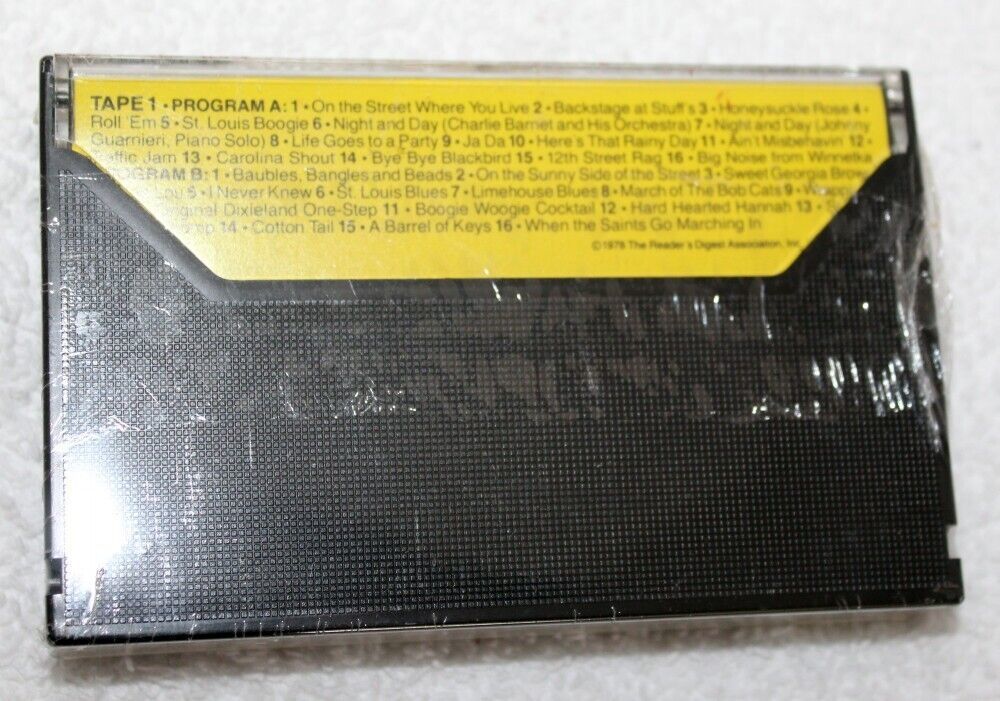 TAPE 1 • PROGRAM A: 1 • On the Street Where You Live 2 • Backstage at Stuff's 3 • Honeysuckle Rose 4 •
Roll 'Em 5 • St. Louis Boogie 6 • Night and Day (Charlie Barnet and His Orchestra) 7 • Night and Day (Johnny
Guarnieri, Piano Solo) 8 • Life Goes to a Party 9 • Ja Da 10 • Here's That Rainy Day 11 • Ain't Misbehavin' 12 •
Traffic Jam 13 • Carolina Shout 14 • Bye Bye Blackbird 15 • 12th Street Rag 16 • Big Noise from Winnetka
PROGRAM B: 1 • Baubles, Bangles and Beads 2 • On the Sunny Side of the Street 3 • Sweet Georgia Brown
Lou 5 • I Never Knew 6 • St. Louis Blues 7 • Limehouse Blues 8 • March of The Bob Cats 9 •
Original Dixieland One-Step 11 • Boogie Woogie Cocktail 12 • Hard Hearted Hannah 13 •
14 • Cotton Tail 15 • A Barrel of Keys 16 • When the Saints Go Marching In
©1978 The Reader's Digest Association, Inc.